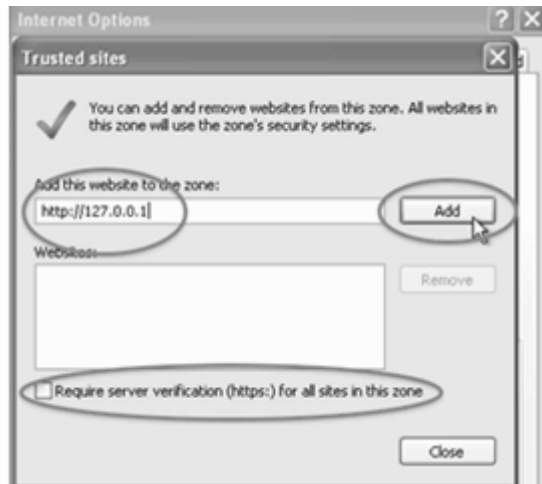 Internet Options
Trusted sites
You can add and remove websites from this zone. All websites in
this zone will use the zone's security settings.
Add this website to the zone:
http://127.0.0.1
Add
Websites:
Remove
Require server verification (https:) for all sites in this zone
Close